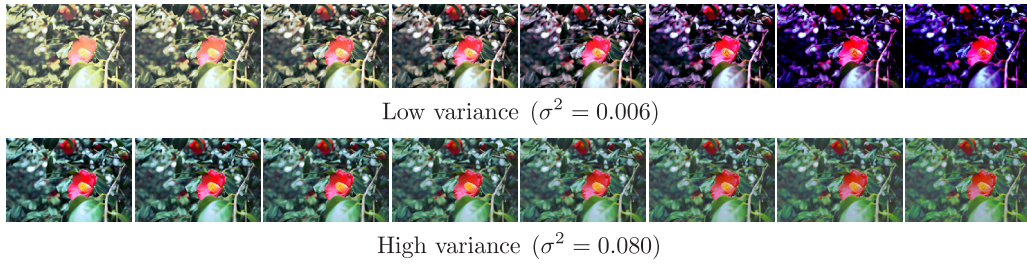 Low variance (σ² = 0.006)
High variance (σ² = 0.080)